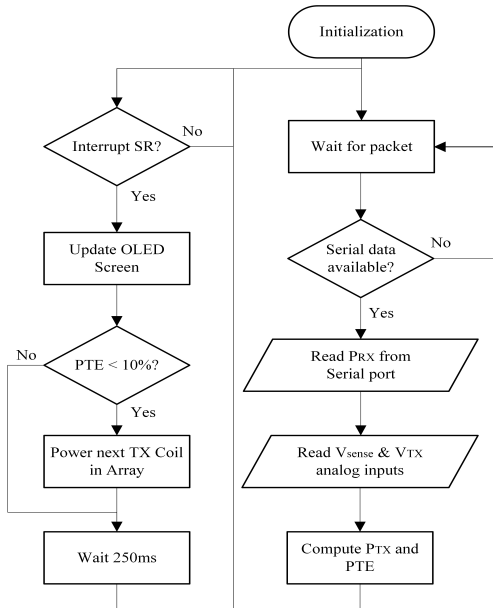 Initialization
Interrupt SR?
No
Yes
Update OLED
Screen
PTE < 10%?
No
Yes
Power next TX Coil
in Array
Wait 250ms
Wait for packet
Serial data
available?
No
Yes
Read PRX from
Serial port
Read Vsense & VTX
analog inputs
Compute PTX and
PTE